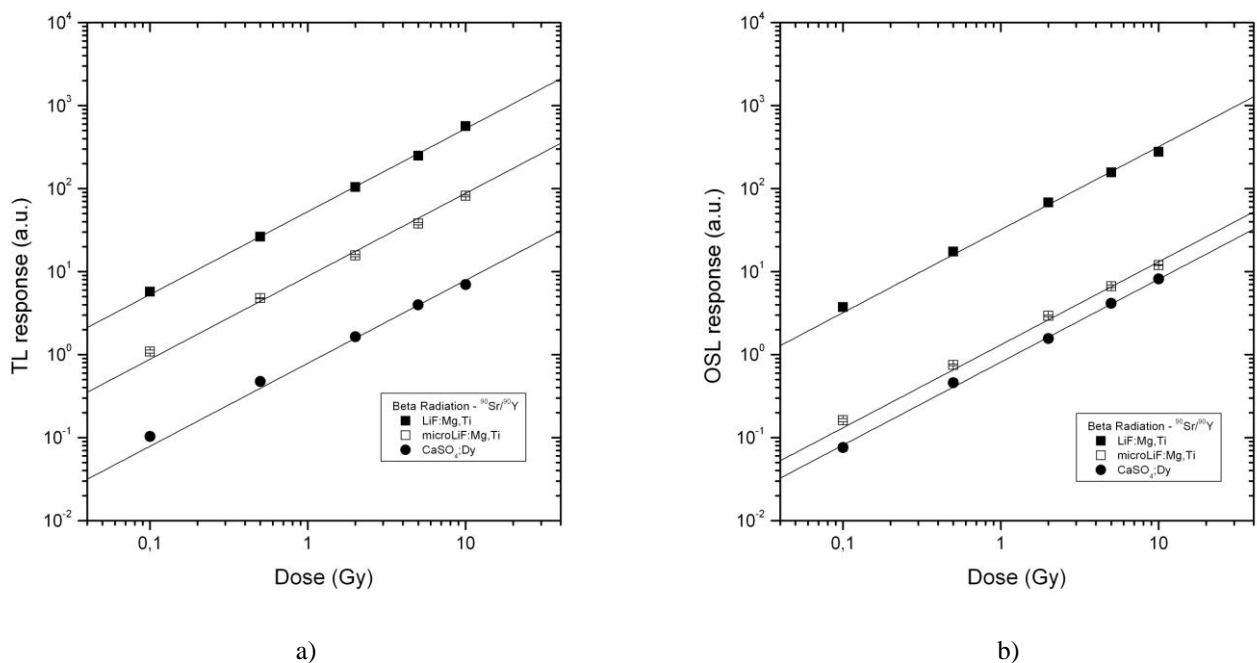 10⁴
10³
10²
10¹
10⁰
10⁻¹
10⁻²
TL response (a.u.)
0,1
1
10
Dose (Gy)
Beta Radiation - ⁹⁰Sr/⁹⁰Y
LiF:Mg,Ti
microLiF:Mg,Ti
CaSO₄:Dy
a)
10⁴
10³
10²
10¹
10⁰
10⁻¹
10⁻²
OSL response (a.u.)
0,1
1
10
Dose (Gy)
Beta Radiation - ⁹⁰Sr/⁹⁰Y
LiF:Mg,Ti
microLiF:Mg,Ti
CaSO₄:Dy
b)